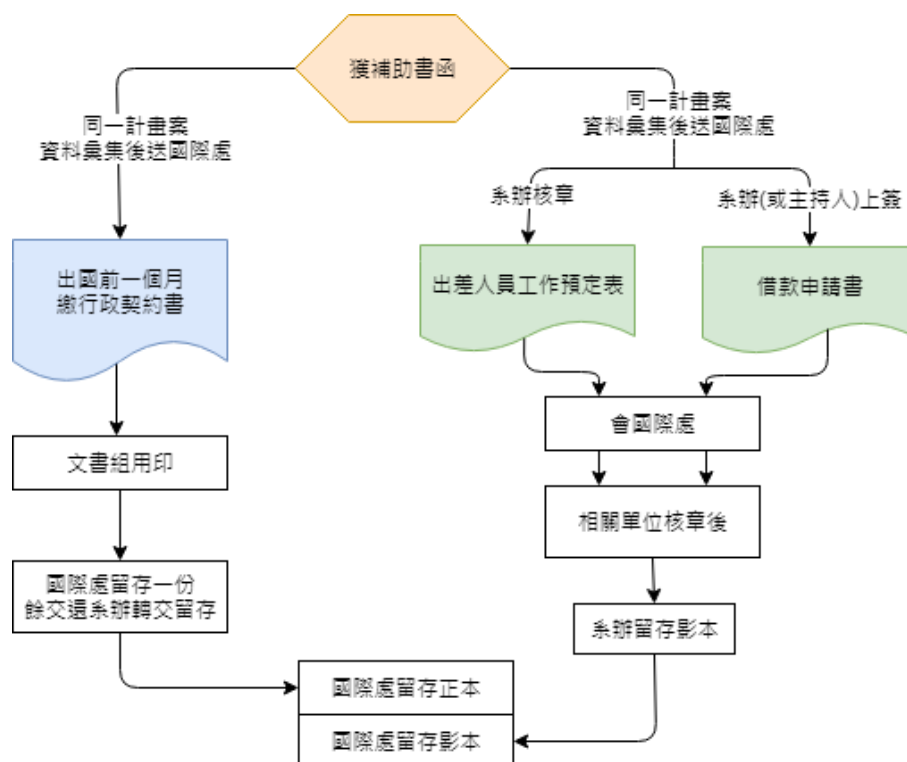 獲補助書函
同一計畫案
資料彙集後送國際處
同一計畫案
資料彙集後送國際處
系辦核章
系辦(或主持人)上簽
出國前一個月
繳行政契約書
出差人員工作預定表
借款申請書
會國際處
文書組用印
相關單位核章後
國際處留存一份
餘交還系辦轉交留存
系辦留存影本
國際處留存正本
國際處留存影本